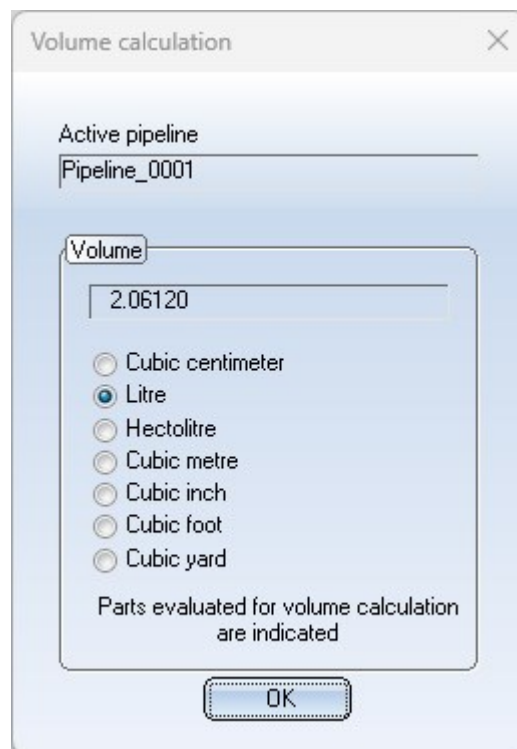 Volume calculation
Active pipeline
Pipeline_0001
Volume
2.06120
Cubic centimeter
Litre
Hectolitre
Cubic metre
Cubic inch
Cubic foot
Cubic yard
Parts evaluated for volume calculation
are indicated
OK